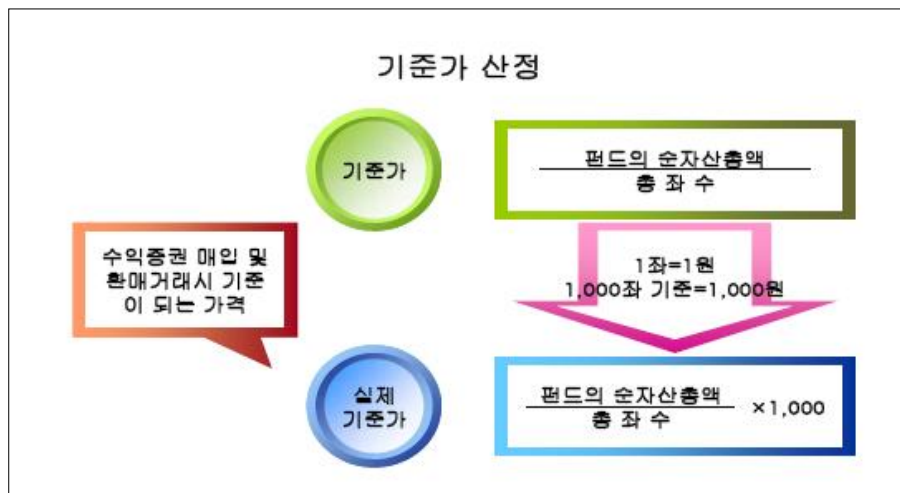 기준가 산정
기준가
펀드의 순자산총액
총 좌 수
수익증권 매입 및
환매거래시 기준
이 되는 가격
1좌=1원
1,000좌 기준=1,000원
실제
기준가
펀드의 순자산총액
총 좌 수
×1,000